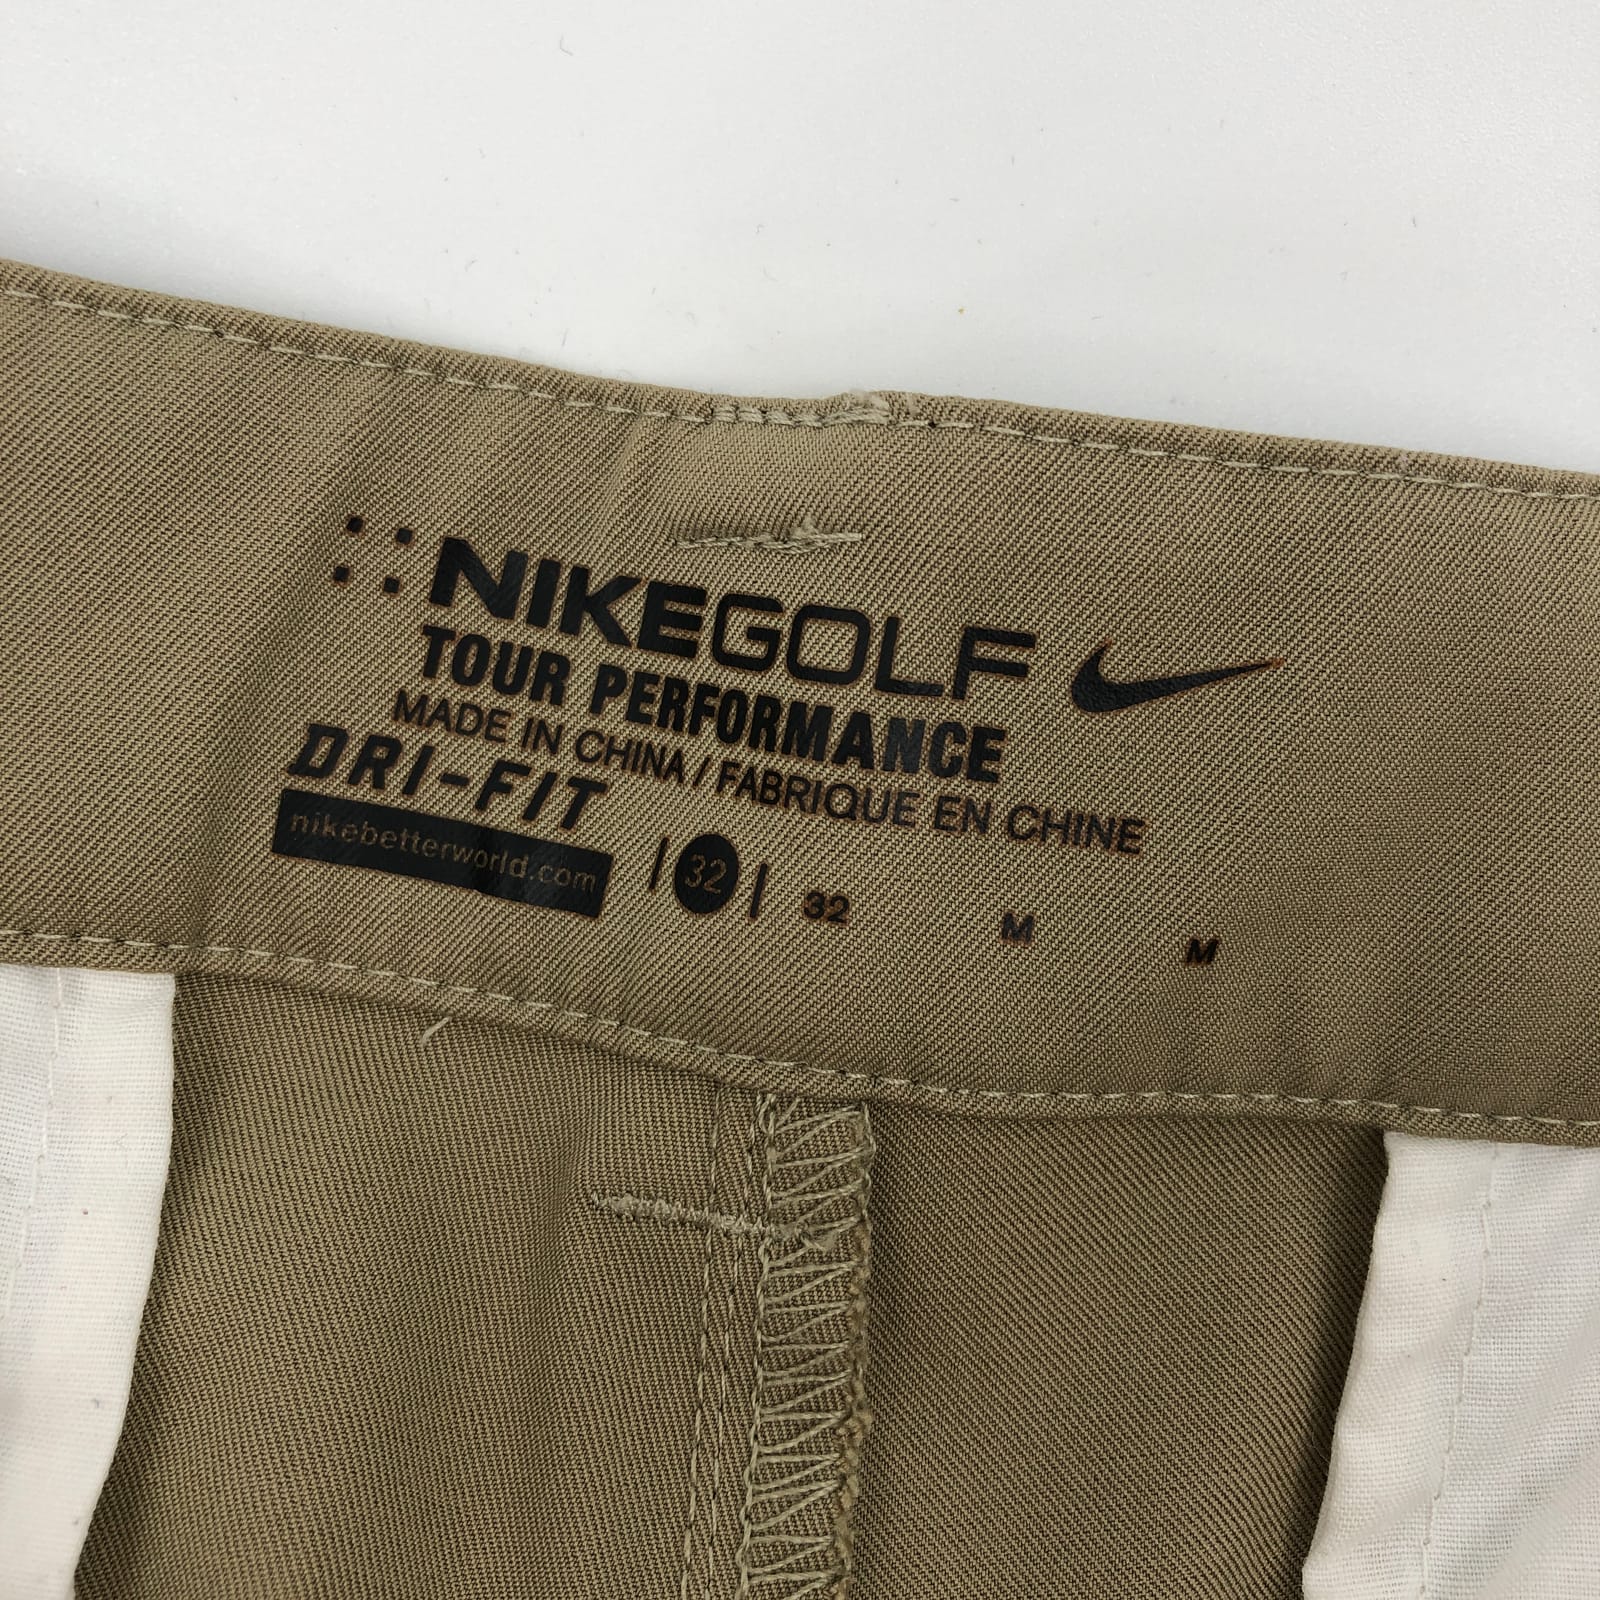 NIKEGOLF
TOUR PERFORMANCE
MADE IN CHINA / FABRIQUE EN CHINE
DRI-FIT
nikebetterworld.com
| 32 | 32 M M